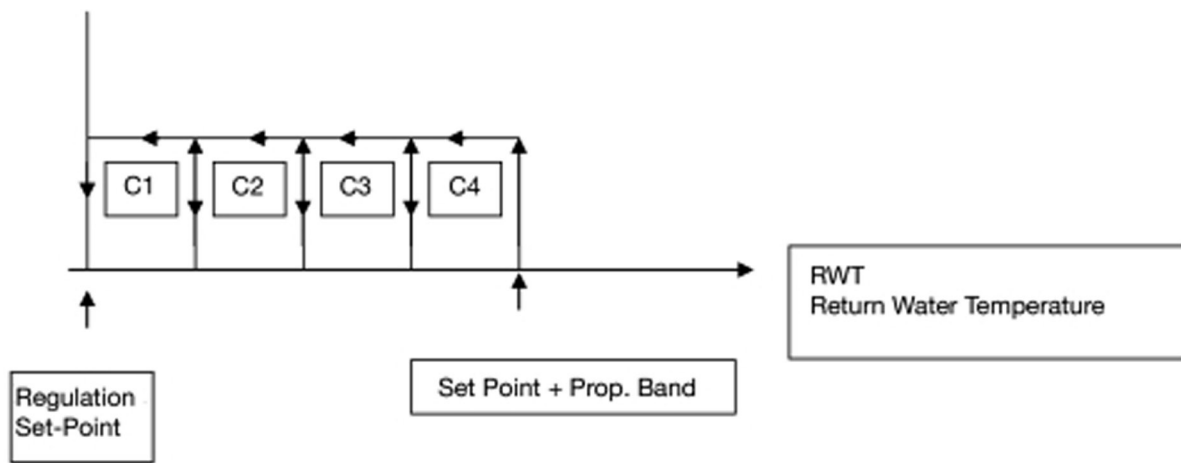 C1
C2
C3
C4
RWT
Return Water Temperature
Set Point + Prop. Band
Regulation
Set-Point